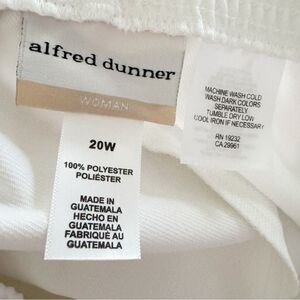 alfred dunner
WOMAN
20W
100% POLYESTER
POLIÉSTER
MADE IN
GUATEMALA
HECHO EN
GUATEMALA
FABRIQUÉ AU
GUATEMALA
MACHINE WASH COLD
WASH DARK COLORS
SEPARATELY
TUMBLE DRY LOW
COOL IRON IF NECESSARY
RN 19232
CA 29961